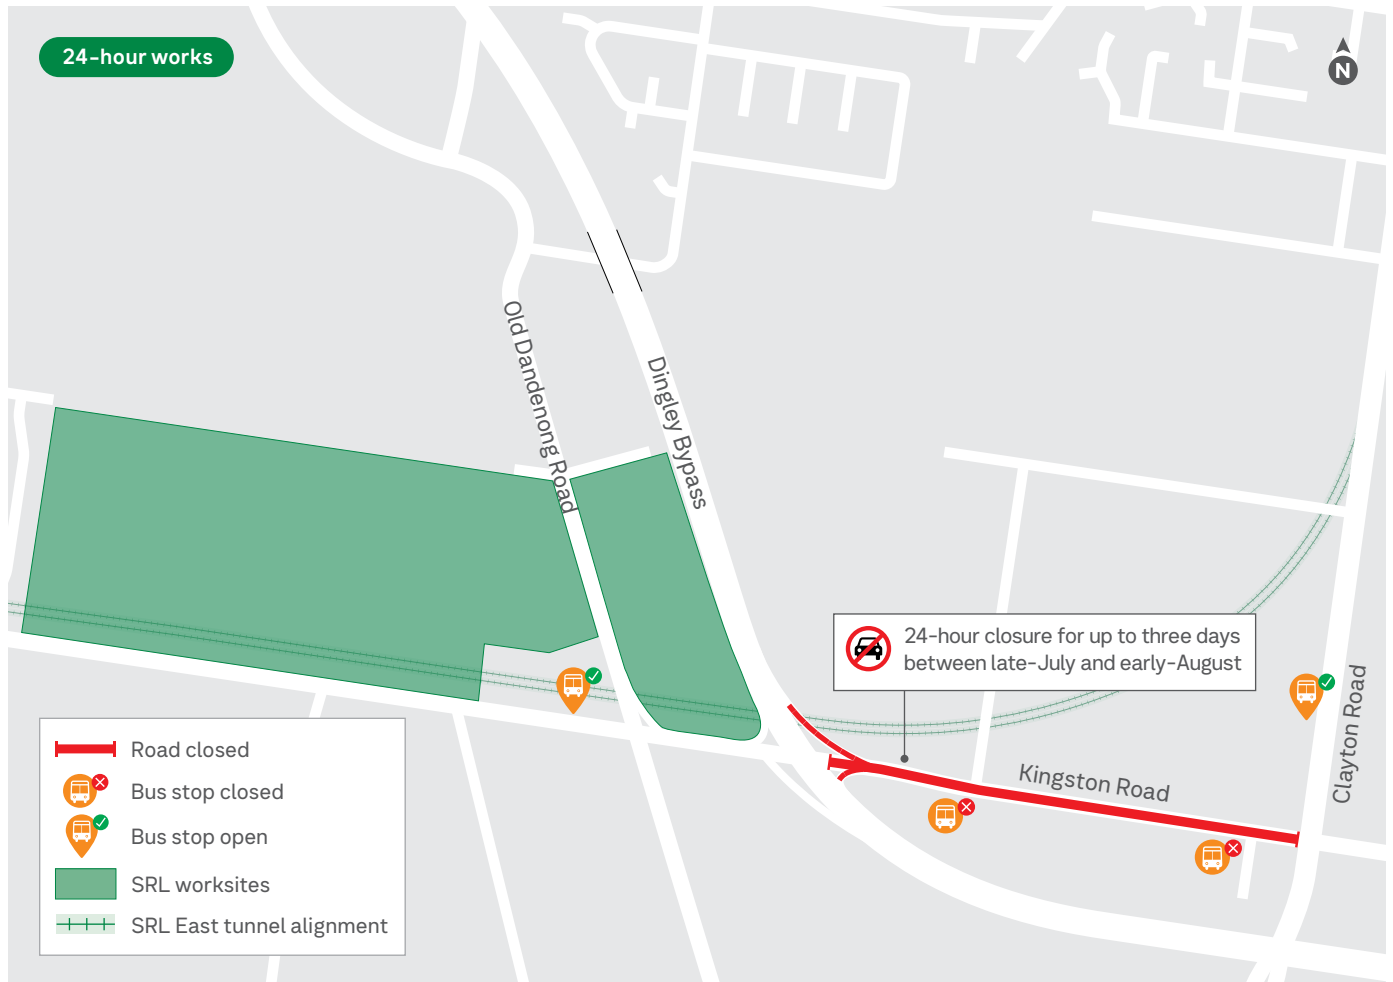 24-hour works
N
Old Dandenong Road
Dingley Bypass
24-hour closure for up to three days
between late-July and early-August
Clayton Road
Kingston Road
Road closed
Bus stop closed
Bus stop open
SRL worksites
SRL East tunnel alignment